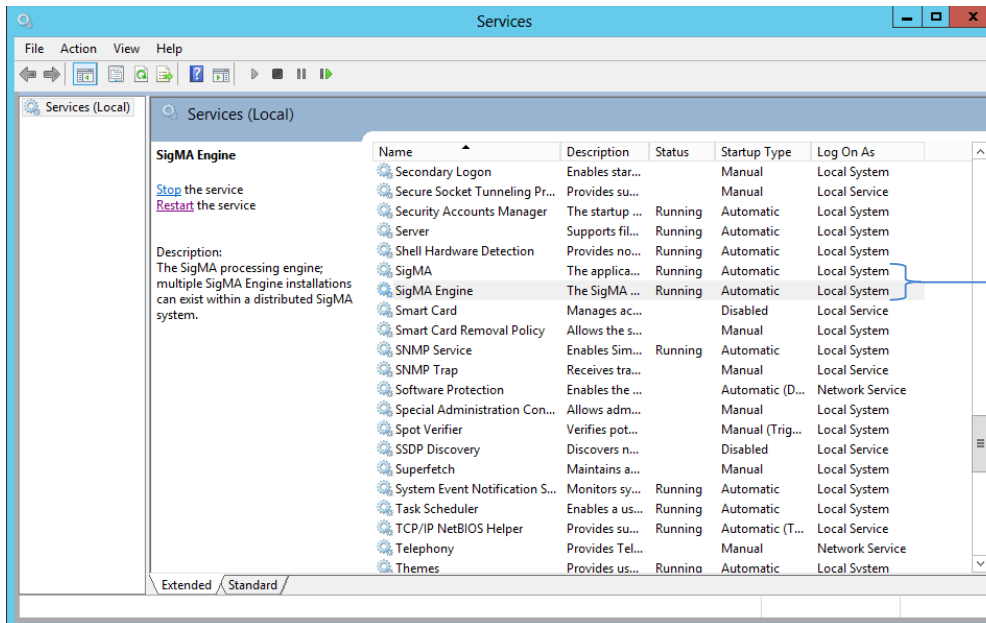 Services
File Action View Help
Services (Local)
Services (Local)
SigMA Engine
Stop the service
Restart the service
Description:
The SigMA processing engine;
multiple SigMA Engine installations
can exist within a distributed SigMA
system.
Name Description Status Startup Type Log On As
Secondary Logon Enables star... Manual Local System
Secure Socket Tunneling Pr... Provides su... Manual Local Service
Security Accounts Manager The startup ... Running Automatic Local System
Server Supports fil... Running Automatic Local System
Shell Hardware Detection Provides no... Running Automatic Local System
SigMA The applica... Running Automatic Local System
SigMA Engine The SigMA ... Running Automatic Local System
Smart Card Manages ac... Disabled Local Service
Smart Card Removal Policy Allows the s... Manual Local System
SNMP Service Enables Sim... Running Automatic Local System
SNMP Trap Receives tra... Manual Local Service
Software Protection Enables the ... Automatic (D... Network Service
Special Administration Con... Allows adm... Manual Local System
Spot Verifier Verifies pot... Manual (Trig... Local System
SSDP Discovery Discovers n... Disabled Local Service
Superfetch Maintains a... Manual Local System
System Event Notification S... Monitors sy... Running Automatic Local System
Task Scheduler Enables a us... Running Automatic Local System
TCP/IP NetBIOS Helper Provides su... Running Automatic (T... Local Service
Telephony Provides Tel... Manual Network Service
Themes Provides us... Running Automatic Local System
Extended Standard